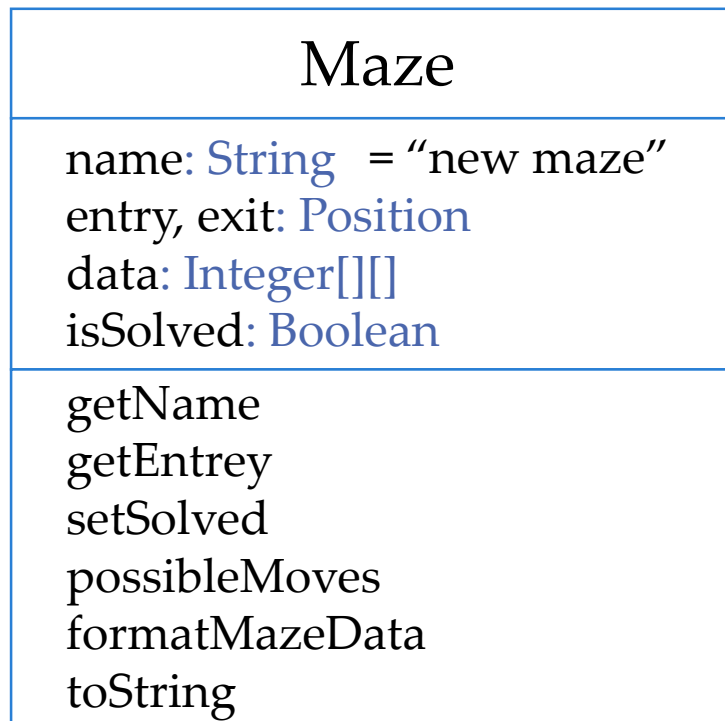 Maze
name: String = “new maze”
entry, exit: Position
data: Integer[][]
isSolved: Boolean
getName
getEntrey
setSolved
possibleMoves
formatMazeData
toString